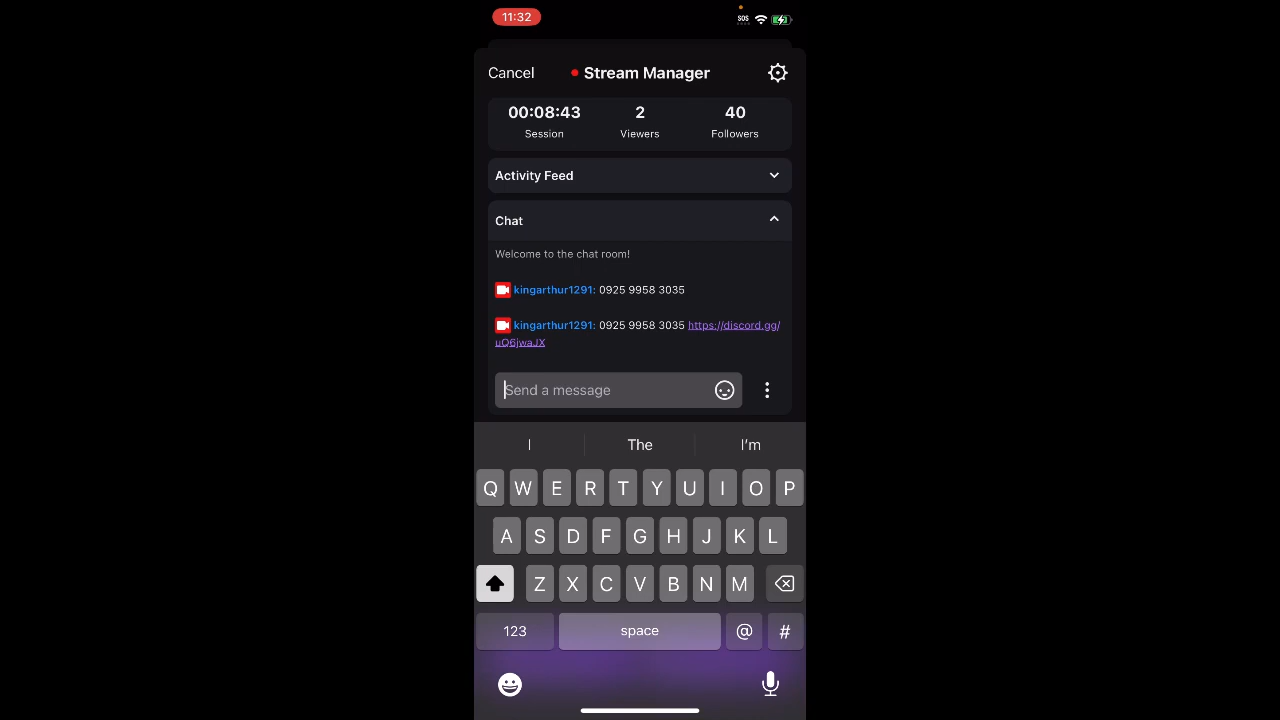 11:32
SOS
Cancel
Stream Manager
00:08:43 2 40
Session Viewers Followers
Activity Feed
Chat
Welcome to the chat room!
kingarthur1291: 0925 9958 3035
kingarthur1291: 0925 9958 3035 https://discord.gg/
uQ6jwaJX
Send a message
I The I'm
Q W E R T Y U I O P
A S D F G H J K L
Z X C V B N M
123 space @ #